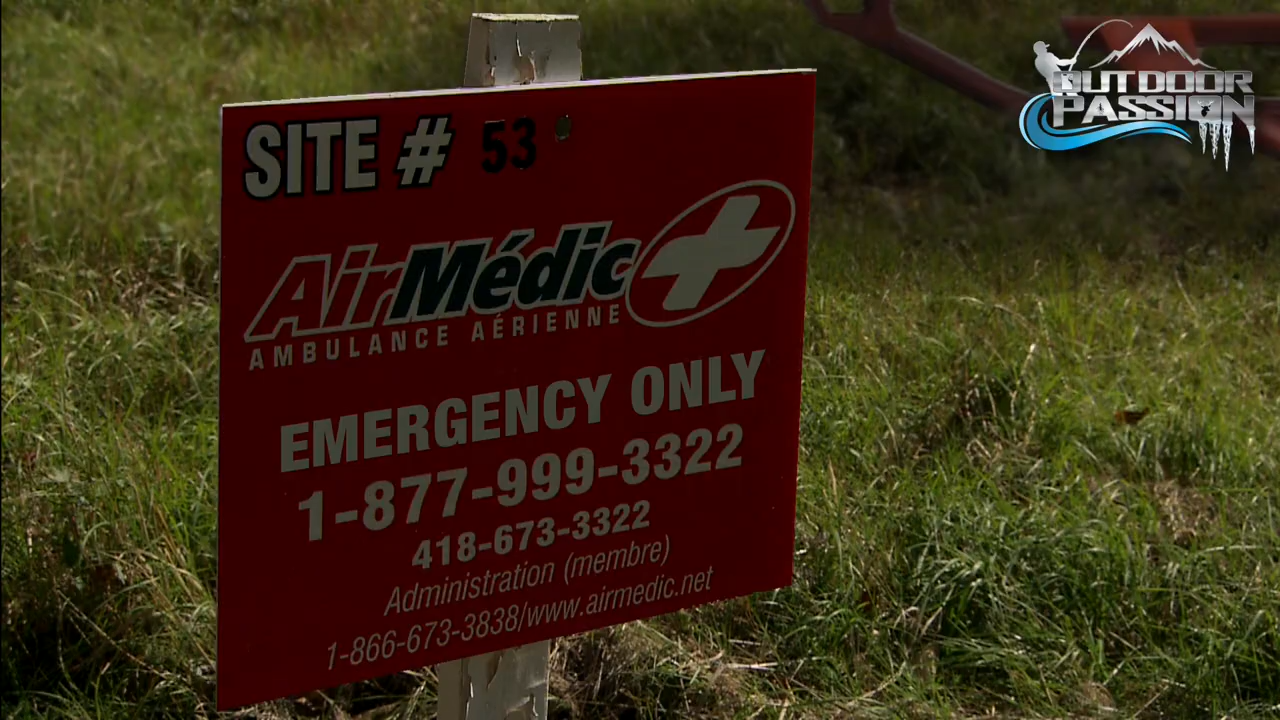 OUTDOOR
PASSION
SITE # 53
AirMédic
AMBULANCE AÉRIENNE
EMERGENCY ONLY
1-877-999-3322
418-673-3322
Administration (membre)
1-866-673-3838/www.airmedic.net